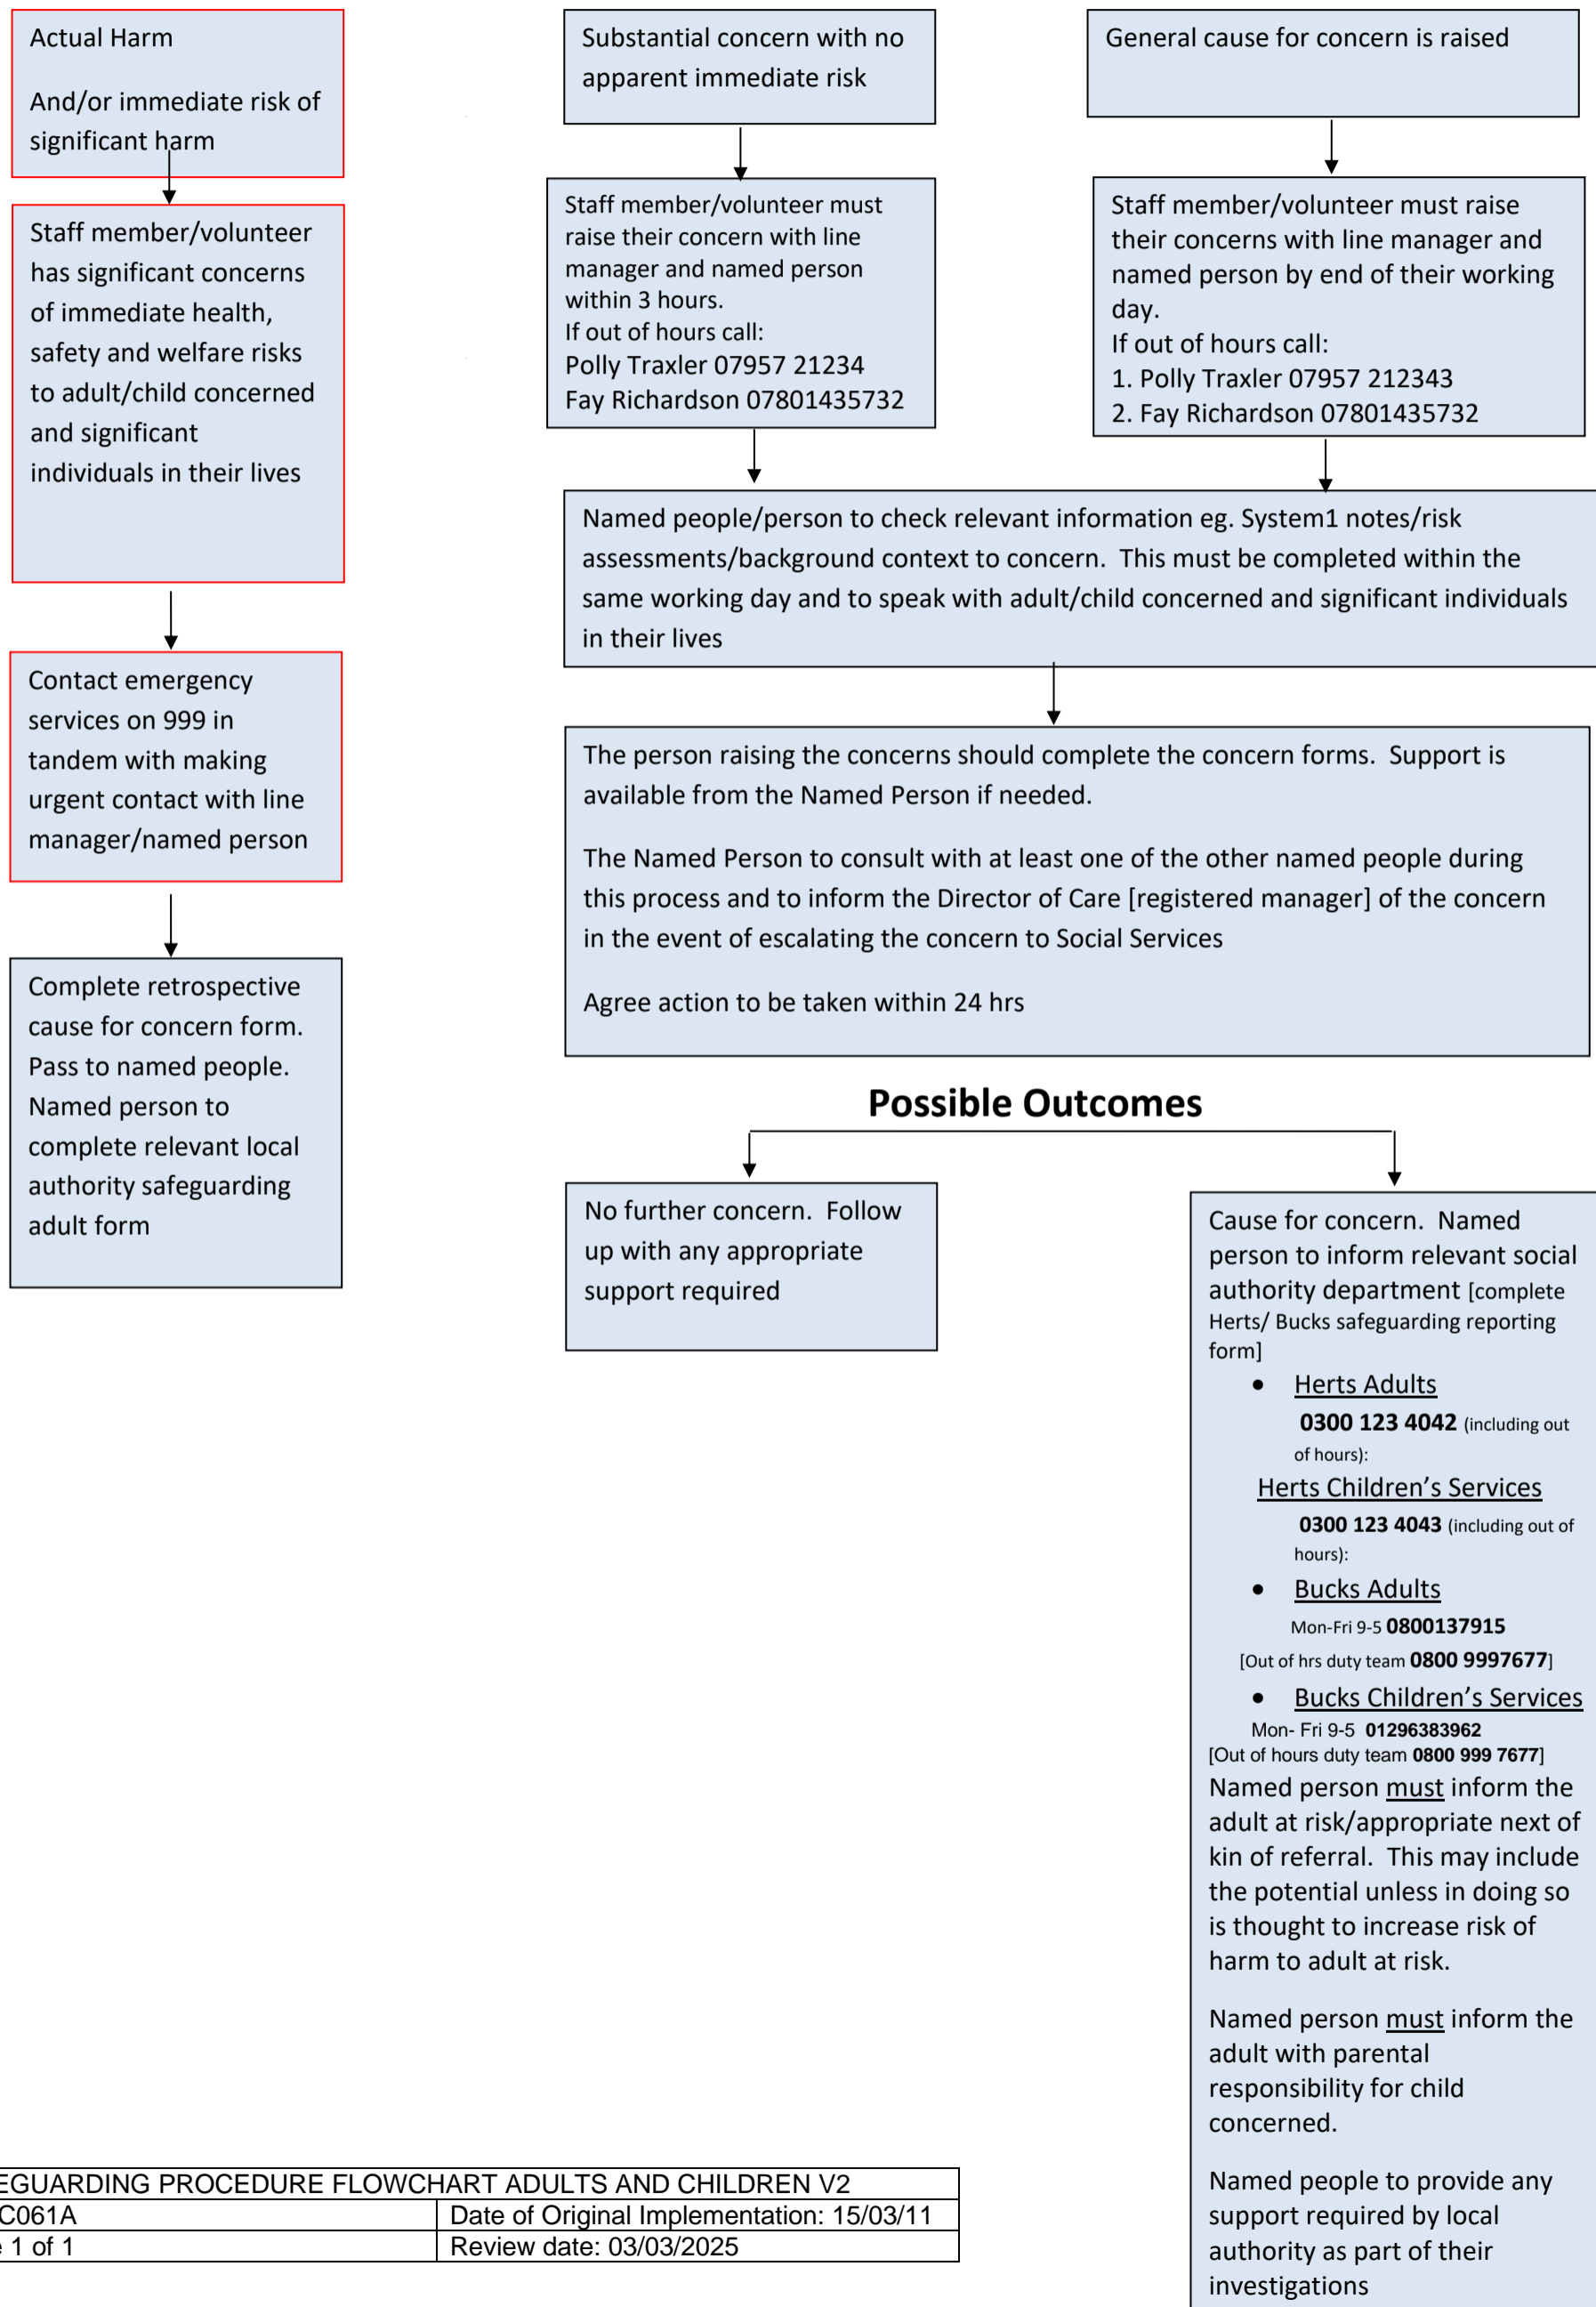 Actual Harm
And/or immediate risk of
significant harm
Staff member/volunteer
has significant concerns
of immediate health,
safety and welfare risks
to adult/child concerned
and significant
individuals in their lives
Contact emergency
services on 999 in
tandem with making
urgent contact with line
manager/named person
Complete retrospective
cause for concern form.
Pass to named people.
Named person to
complete relevant local
authority safeguarding
adult form
Substantial concern with no
apparent immediate risk
Staff member/volunteer must
raise their concern with line
manager and named person
within 3 hours.
If out of hours call:
Polly Traxler 07957 21234
Fay Richardson 07801435732
General cause for concern is raised
Staff member/volunteer must raise
their concerns with line manager and
named person by end of their working
day.
If out of hours call:
1. Polly Traxler 07957 212343
2. Fay Richardson 07801435732
Named people/person to check relevant information eg. System1 notes/risk
assessments/background context to concern. This must be completed within the
same working day and to speak with adult/child concerned and significant individuals
in their lives
The person raising the concerns should complete the concern forms. Support is
available from the Named Person if needed.
The Named Person to consult with at least one of the other named people during
this process and to inform the Director of Care [registered manager] of the concern
in the event of escalating the concern to Social Services
Agree action to be taken within 24 hrs
Possible Outcomes
No further concern. Follow
up with any appropriate
support required
Cause for concern. Named
person to inform relevant social
authority department [complete
Herts/ Bucks safeguarding reporting
form]
• Herts Adults
0300 123 4042 (including out
of hours):
Herts Children's Services
0300 123 4043 (including out of
hours):
• Bucks Adults
Mon-Fri 9-5 0800137915
[Out of hrs duty team 0800 9997677]
• Bucks Children's Services
Mon- Fri 9-5 01296383962
[Out of hours duty team 0800 999 7677]
Named person must inform the
adult at risk/appropriate next of
kin of referral. This may include
the potential unless in doing so
is thought to increase risk of
harm to adult at risk.
Named person must inform the
adult with parental
responsibility for child
concerned.
Named people to provide any
support required by local
authority as part of their
investigations
EGUARDING PROCEDURE FLOWCHART ADULTS AND CHILDREN V2
C061A Date of Original Implementation: 15/03/11
1 of 1 Review date: 03/03/2025